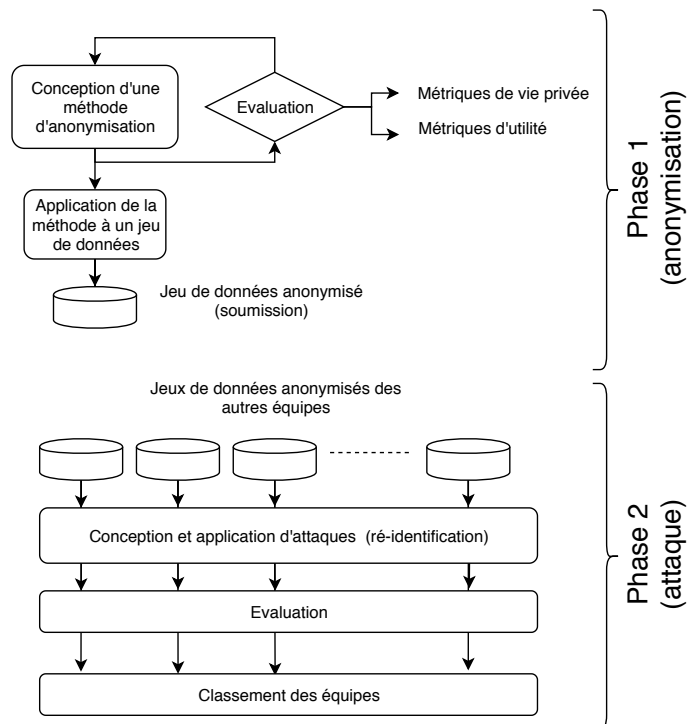 Conception d'une
méthode
d'anonymisation
Evaluation
Métriques de vie privée
Métriques d'utilité
Application de la
méthode à un jeu
de données
Jeu de données anonymisé
(soumission)
Phase 1
(anonymisation)
Jeux de données anonymisés des
autres équipes
Conception et application d'attaques (ré-identification)
Evaluation
Classement des équipes
Phase 2
(attaque)